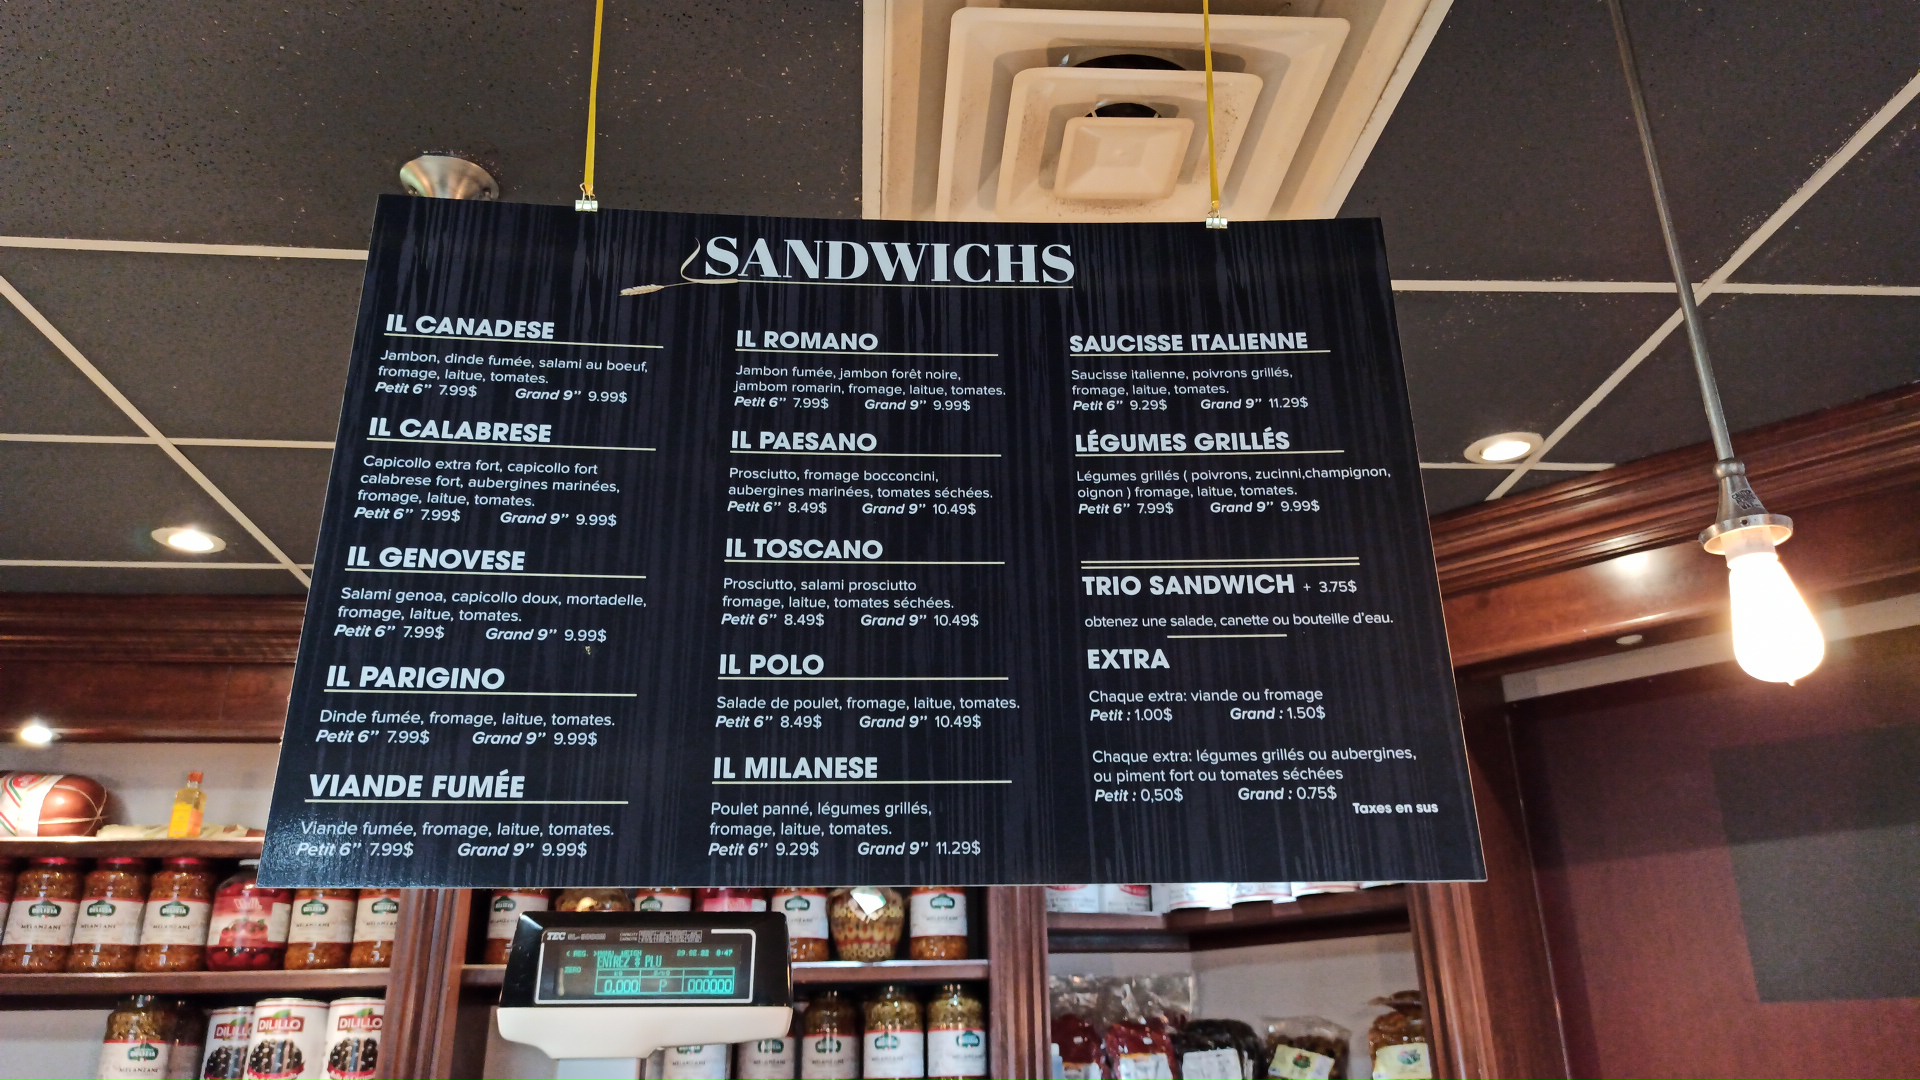 SANDWICHS
IL CANADESE
Jambon, dinde fumée, salami au boeuf,
fromage, laitue, tomates.
Petit 6” 7.99$ Grand 9” 9.99$
IL CALABRESE
Capicollo extra fort, capicollo fort
calabrese fort, aubergines marinées,
fromage, laitue, tomates.
Petit 6” 7.99$ Grand 9” 9.99$
IL GENOVESE
Salami genoa, capicollo doux, mortadelle,
fromage, laitue, tomates.
Petit 6” 7.99$ Grand 9” 9.99$
IL PARIGINO
Dinde fumée, fromage, laitue, tomates.
Petit 6” 7.99$ Grand 9” 9.99$
VIANDE FUMÉE
Viande fumée, fromage, laitue, tomates.
Petit 6” 7.99$ Grand 9” 9.99$
IL ROMANO
Jambon fumée, jambon forêt noire,
jambom romarin, fromage, laitue, tomates.
Petit 6” 7.99$ Grand 9” 9.99$
IL PAESANO
Prosciutto, fromage bocconcini,
aubergines marinées, tomates séchées.
Petit 6” 8.49$ Grand 9” 10.49$
IL TOSCANO
Prosciutto, salami prosciutto
fromage, laitue, tomates séchées.
Petit 6” 8.49$ Grand 9” 10.49$
IL POLO
Salade de poulet, fromage, laitue, tomates.
Petit 6” 8.49$ Grand 9” 10.49$
IL MILANESE
Poulet panné, légumes grillés,
fromage, laitue, tomates.
Petit 6” 9.29$ Grand 9” 11.29$
SAUCISSE ITALIENNE
Saucisse italienne, poivrons grillés,
fromage, laitue, tomates.
Petit 6” 9.29$ Grand 9” 11.29$
LÉGUMES GRILLÉS
Légumes grillés ( poivrons, zucinni,champignon,
oignon ) fromage, laitue, tomates.
Petit 6” 7.99$ Grand 9” 9.99$
TRIO SANDWICH + 3.75$
obtenez une salade, canette ou bouteille d'eau.
EXTRA
Chaque extra: viande ou fromage
Petit : 1.00$ Grand : 1.50$
Chaque extra: légumes grillés ou aubergines,
ou piment fort ou tomates séchées
Petit : 0,50$ Grand : 0.75$
Taxes en sus
TEC
ENTREZ $ PLU
ZERO
0.000 P 000000
MELANZANE
DILILLO
DILILLO
DILILLO